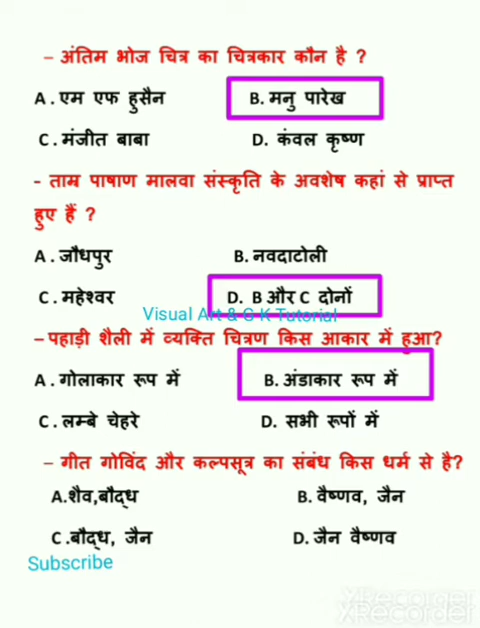 – अंतिम भोज चित्र का चित्रकार कौन है ?
A . एम एफ हुसैन B. मनु पारेख
C . मंजीत बाबा D. कंवल कृष्ण
- ताम्र पाषाण मालवा संस्कृति के अवशेष कहां से प्राप्त
हुए हैं ?
A . जौधपुर B. नवदाटोली
C . महेश्वर D. B और C दोनों
Visual Art & G K Tutorial
– पहाड़ी शैली में व्यक्ति चित्रण किस आकार में हुआ?
A . गोलाकार रूप में B. अंडाकार रूप में
C . लम्बे चेहरे D. सभी रूपों में
– गीत गोविंद और कल्पसूत्र का संबंध किस धर्म से है?
A.शैव,बौद्ध B. वैष्णव, जैन
C .बौद्ध, जैन D. जैन वैष्णव
Subscribe
XRecorder
XRecorder